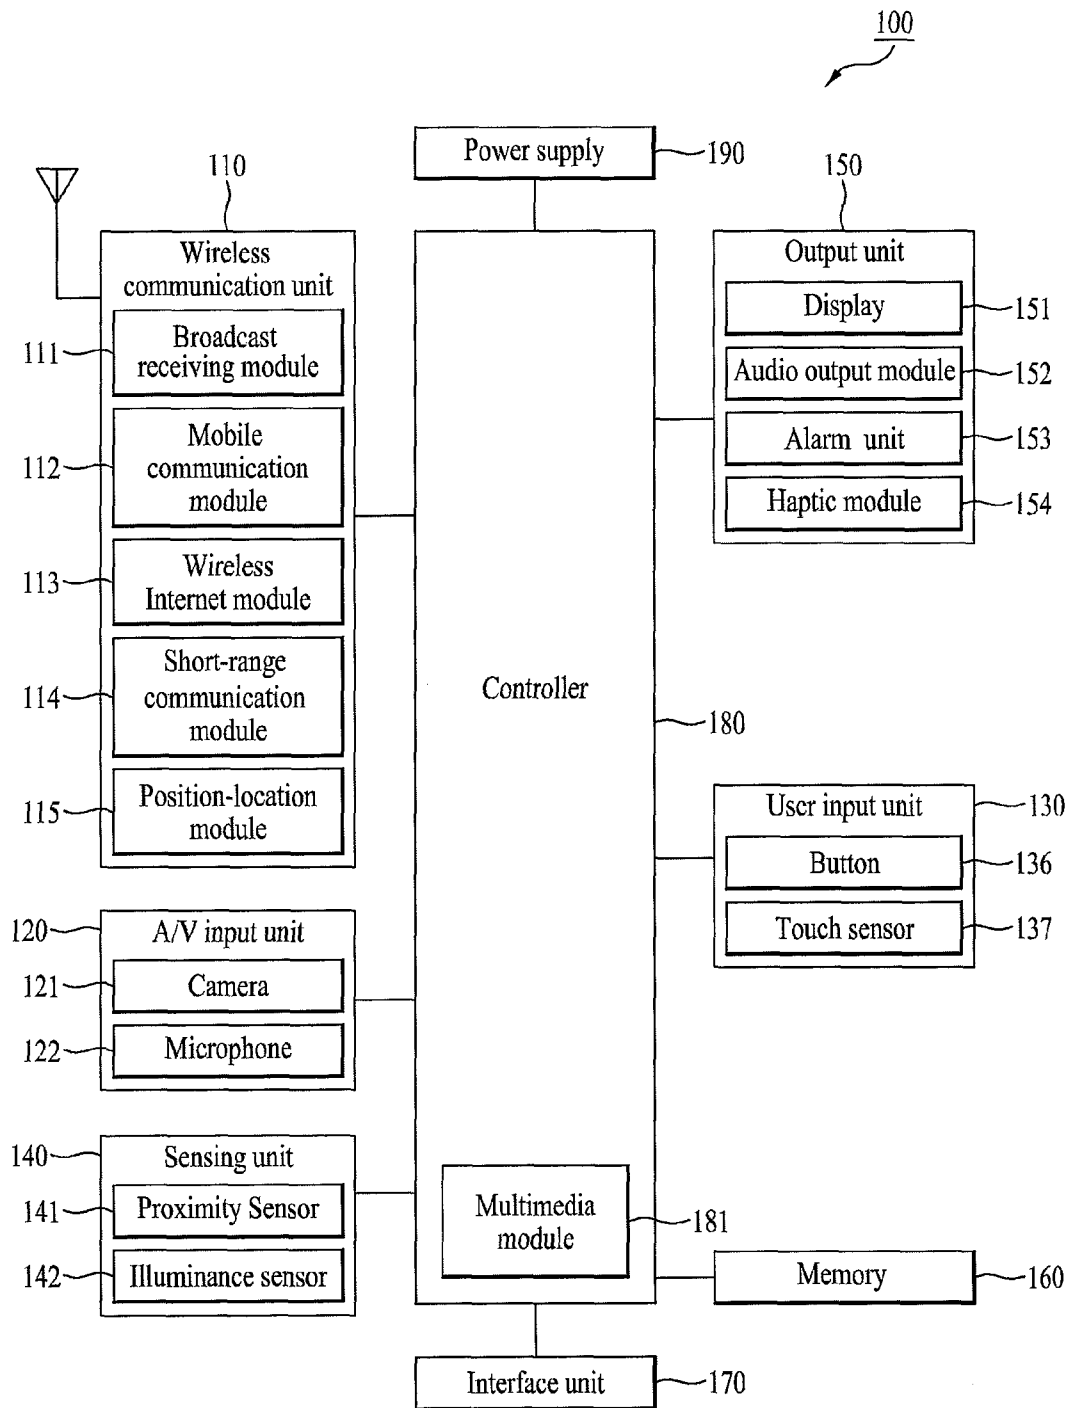 100
Power supply
190
110
Wireless
communication unit
111
Broadcast
receiving module
112
Mobile
communication
module
113
Wireless
Internet module
114
Short-range
communication
module
115
Position-location
module
120
A/V input unit
121
Camera
122
Microphone
140
Sensing unit
141
Proximity Sensor
142
Illuminance sensor
Controller
180
Multimedia
module
181
150
Output unit
Display
151
Audio output module
152
Alarm unit
153
Haptic module
154
User input unit
130
Button
136
Touch sensor
137
Memory
160
Interface unit
170